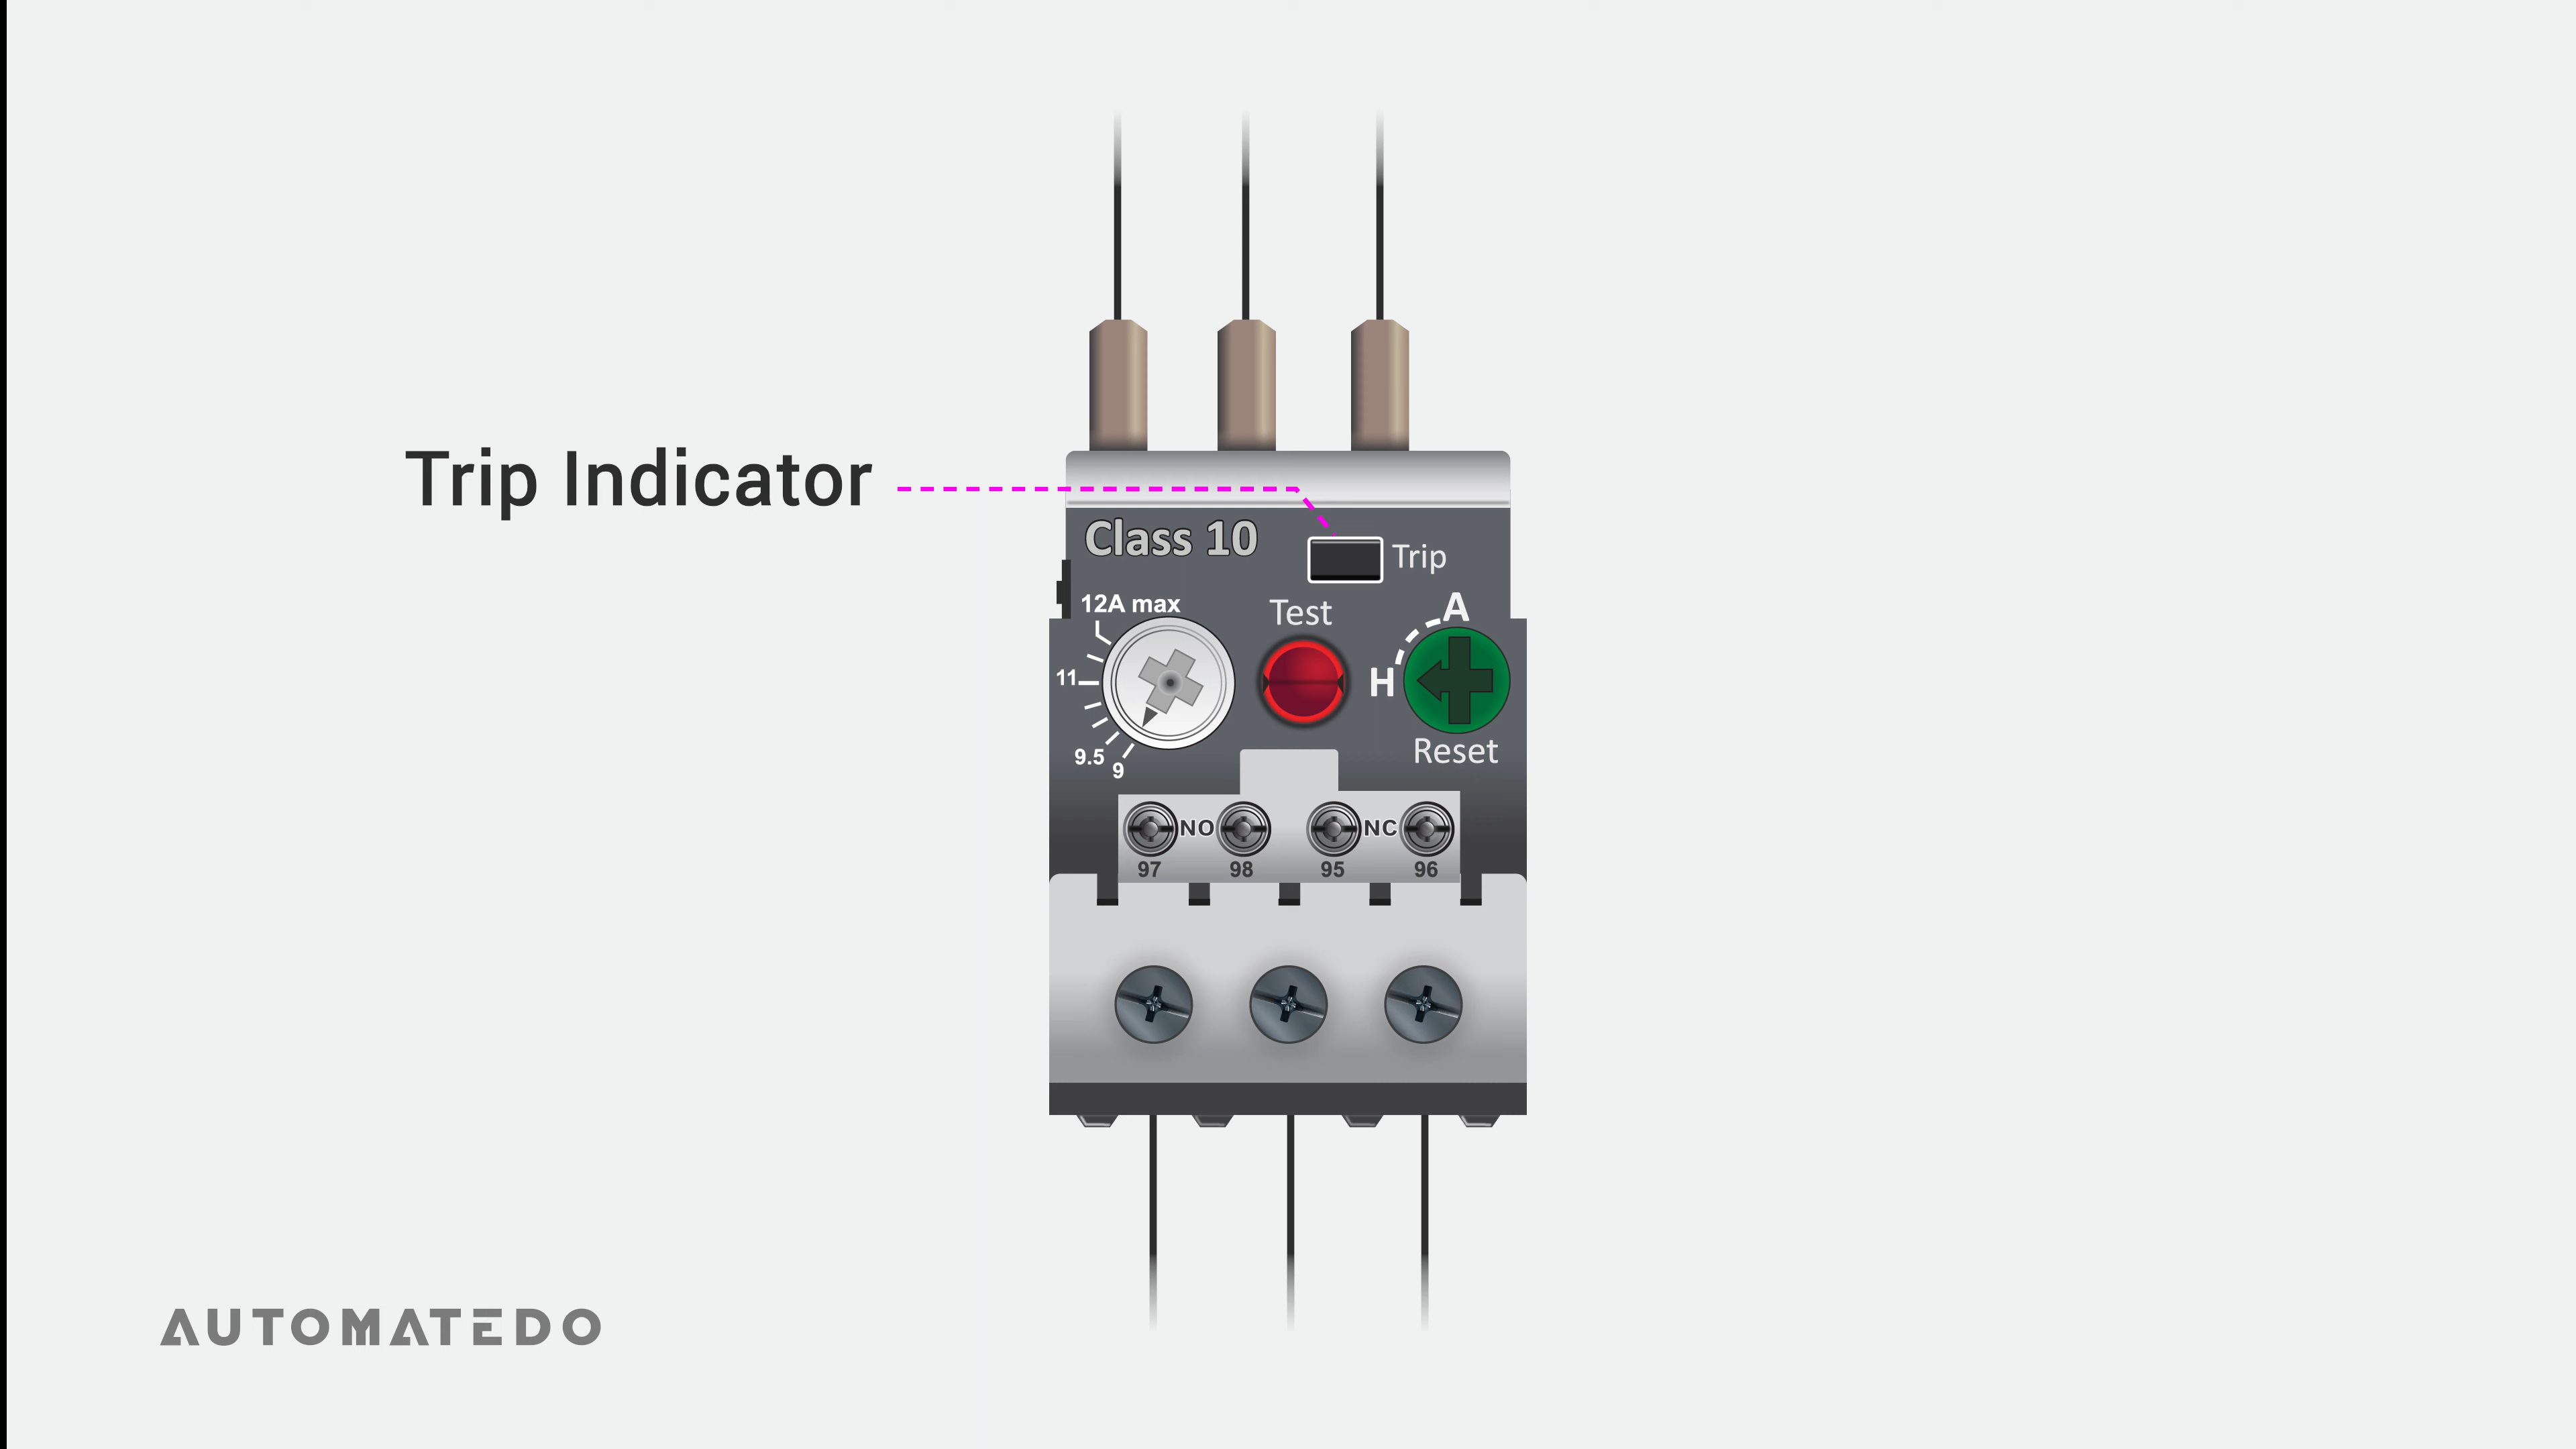 Trip Indicator
Class 10
Trip
12A max
Test
A
11
H
9.5
9
Reset
NO
NC
97
98
95
96
AUTOMATEDO